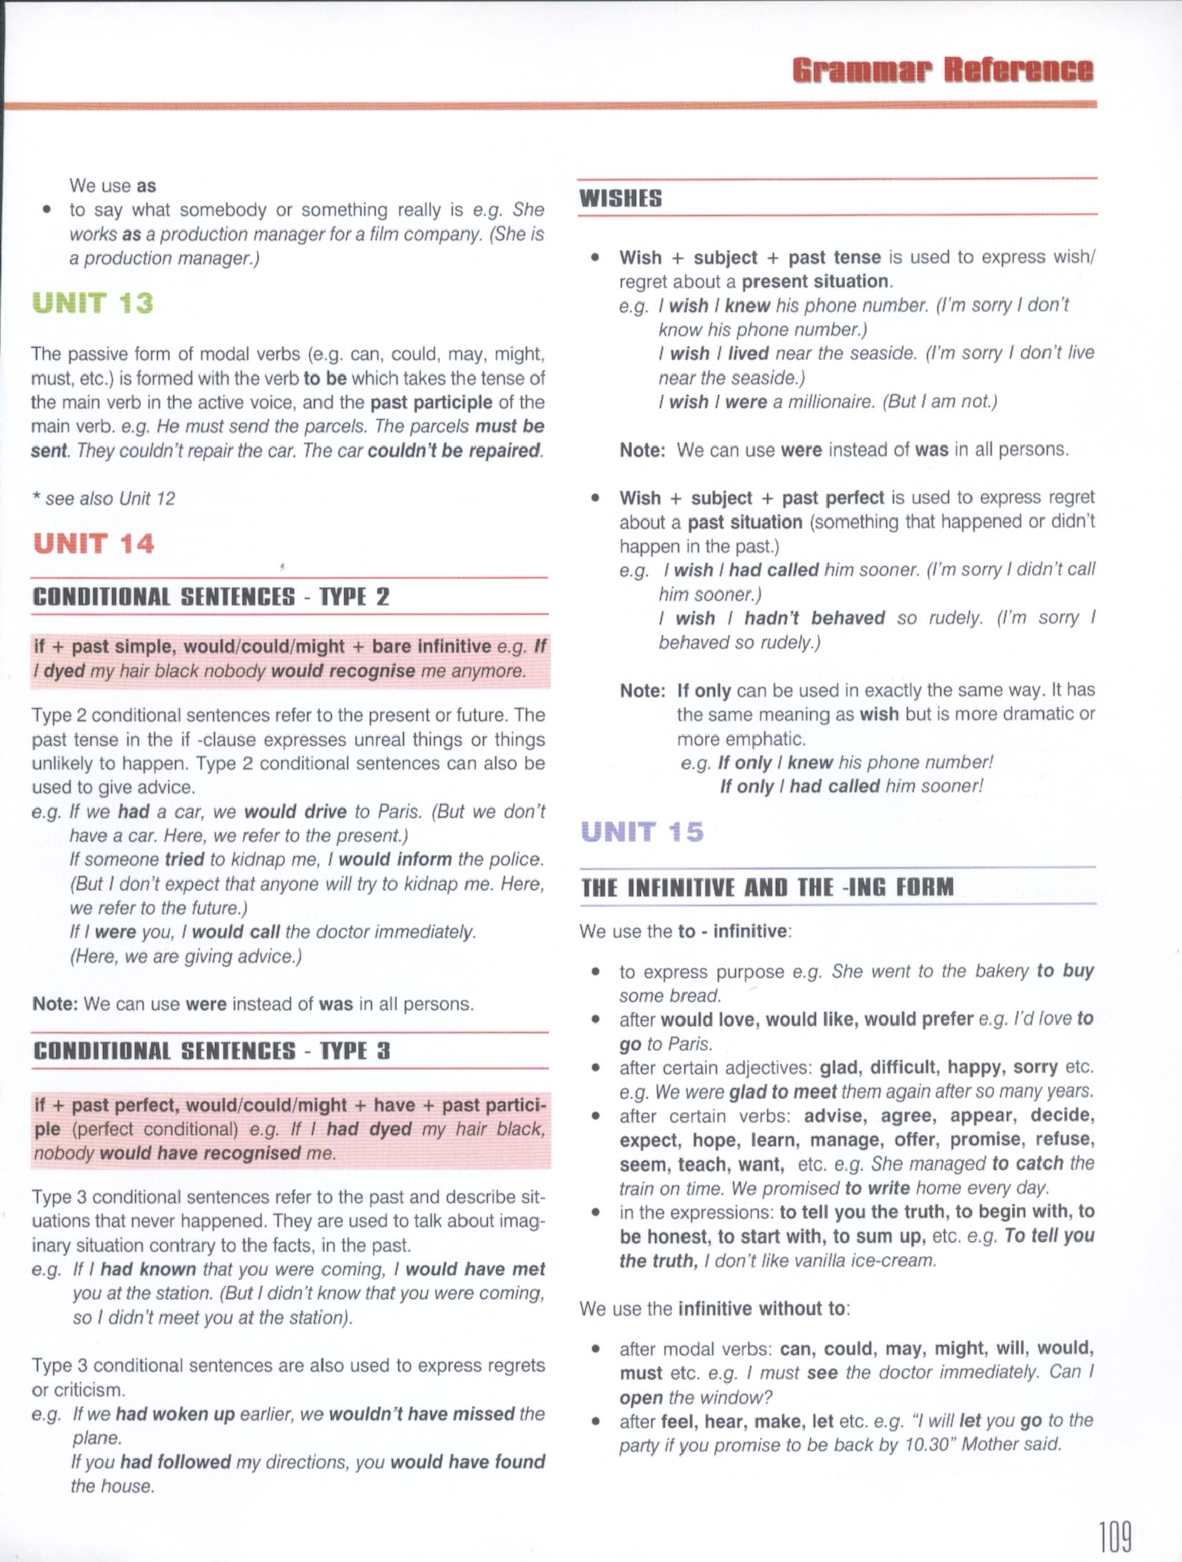 Grammar Reference
We use as
• to say what somebody or something really is e.g. She
works as a production manager for a film company. (She is
a production manager.)
UNIT 13
The passive form of modal verbs (e.g. can, could, may, might,
must, etc.) is formed with the verb to be which takes the tense of
the main verb in the active voice, and the past participle of the
main verb. e.g. He must send the parcels. The parcels must be
sent. They couldn't repair the car. The car couldn't be repaired.
* see also Unit 12
UNIT 14
CONDITIONAL SENTENCES - TYPE 2
if + past simple, would/could/might + bare infinitive e.g. If
I dyed my hair black nobody would recognise me anymore.
Type 2 conditional sentences refer to the present or future. The
past tense in the if -clause expresses unreal things or things
unlikely to happen. Type 2 conditional sentences can also be
used to give advice.
e.g. If we had a car, we would drive to Paris. (But we don't
have a car. Here, we refer to the present.)
If someone tried to kidnap me, I would inform the police.
(But I don't expect that anyone will try to kidnap me. Here,
we refer to the future.)
If I were you, I would call the doctor immediately.
(Here, we are giving advice.)
Note: We can use were instead of was in all persons.
CONDITIONAL SENTENCES - TYPE 3
if + past perfect, would/could/might + have + past partici-
ple (perfect conditional) e.g. If I had dyed my hair black,
nobody would have recognised me.
Type 3 conditional sentences refer to the past and describe sit-
uations that never happened. They are used to talk about imag-
inary situation contrary to the facts, in the past.
e.g. If I had known that you were coming, I would have met
you at the station. (But I didn't know that you were coming,
so I didn't meet you at the station).
Type 3 conditional sentences are also used to express regrets
or criticism.
e.g. If we had woken up earlier, we wouldn't have missed the
plane.
If you had followed my directions, you would have found
the house.
WISHES
• Wish + subject + past tense is used to express wish/
regret about a present situation.
e.g. I wish I knew his phone number. (I'm sorry I don't
know his phone number.)
I wish I lived near the seaside. (I'm sorry I don't live
near the seaside.)
I wish I were a millionaire. (But I am not.)
Note: We can use were instead of was in all persons.
• Wish + subject + past perfect is used to express regret
about a past situation (something that happened or didn't
happen in the past.)
e.g. I wish I had called him sooner. (I'm sorry I didn't call
him sooner.)
I wish I hadn't behaved so rudely. (I'm sorry I
behaved so rudely.)
Note: If only can be used in exactly the same way. It has
the same meaning as wish but is more dramatic or
more emphatic.
e.g. If only I knew his phone number!
If only I had called him sooner!
UNIT 15
THE INFINITIVE AND THE -ING FORM
We use the to - infinitive:
• to express purpose e.g. She went to the bakery to buy
some bread.
• after would love, would like, would prefer e.g. I'd love to
go to Paris.
• after certain adjectives: glad, difficult, happy, sorry etc.
e.g. We were glad to meet them again after so many years.
• after certain verbs: advise, agree, appear, decide,
expect, hope, learn, manage, offer, promise, refuse,
seem, teach, want, etc. e.g. She managed to catch the
train on time. We promised to write home every day.
• in the expressions: to tell you the truth, to begin with, to
be honest, to start with, to sum up, etc. e.g. To tell you
the truth, I don't like vanilla ice-cream.
We use the infinitive without to:
• after modal verbs: can, could, may, might, will, would,
must etc. e.g. I must see the doctor immediately. Can I
open the window?
• after feel, hear, make, let etc. e.g. "I will let you go to the
party if you promise to be back by 10.30" Mother said.
109